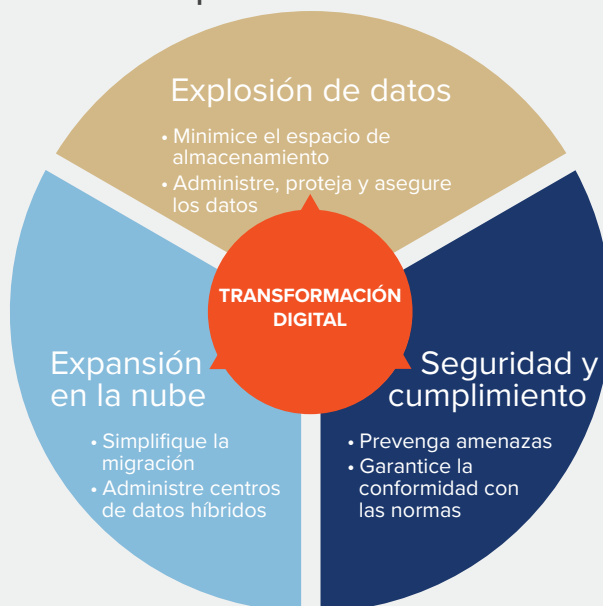 Explosión de datos
• Minimice el espacio de
almacenamiento
• Administre, proteja y asegure
los datos
TRANSFORMACIÓN
DIGITAL
Expansión
en la nube
• Simplifique la
migración
• Administre centros
de datos híbridos
Seguridad y
cumplimiento
• Prevenga amenazas
• Garantice la
conformidad con
las normas